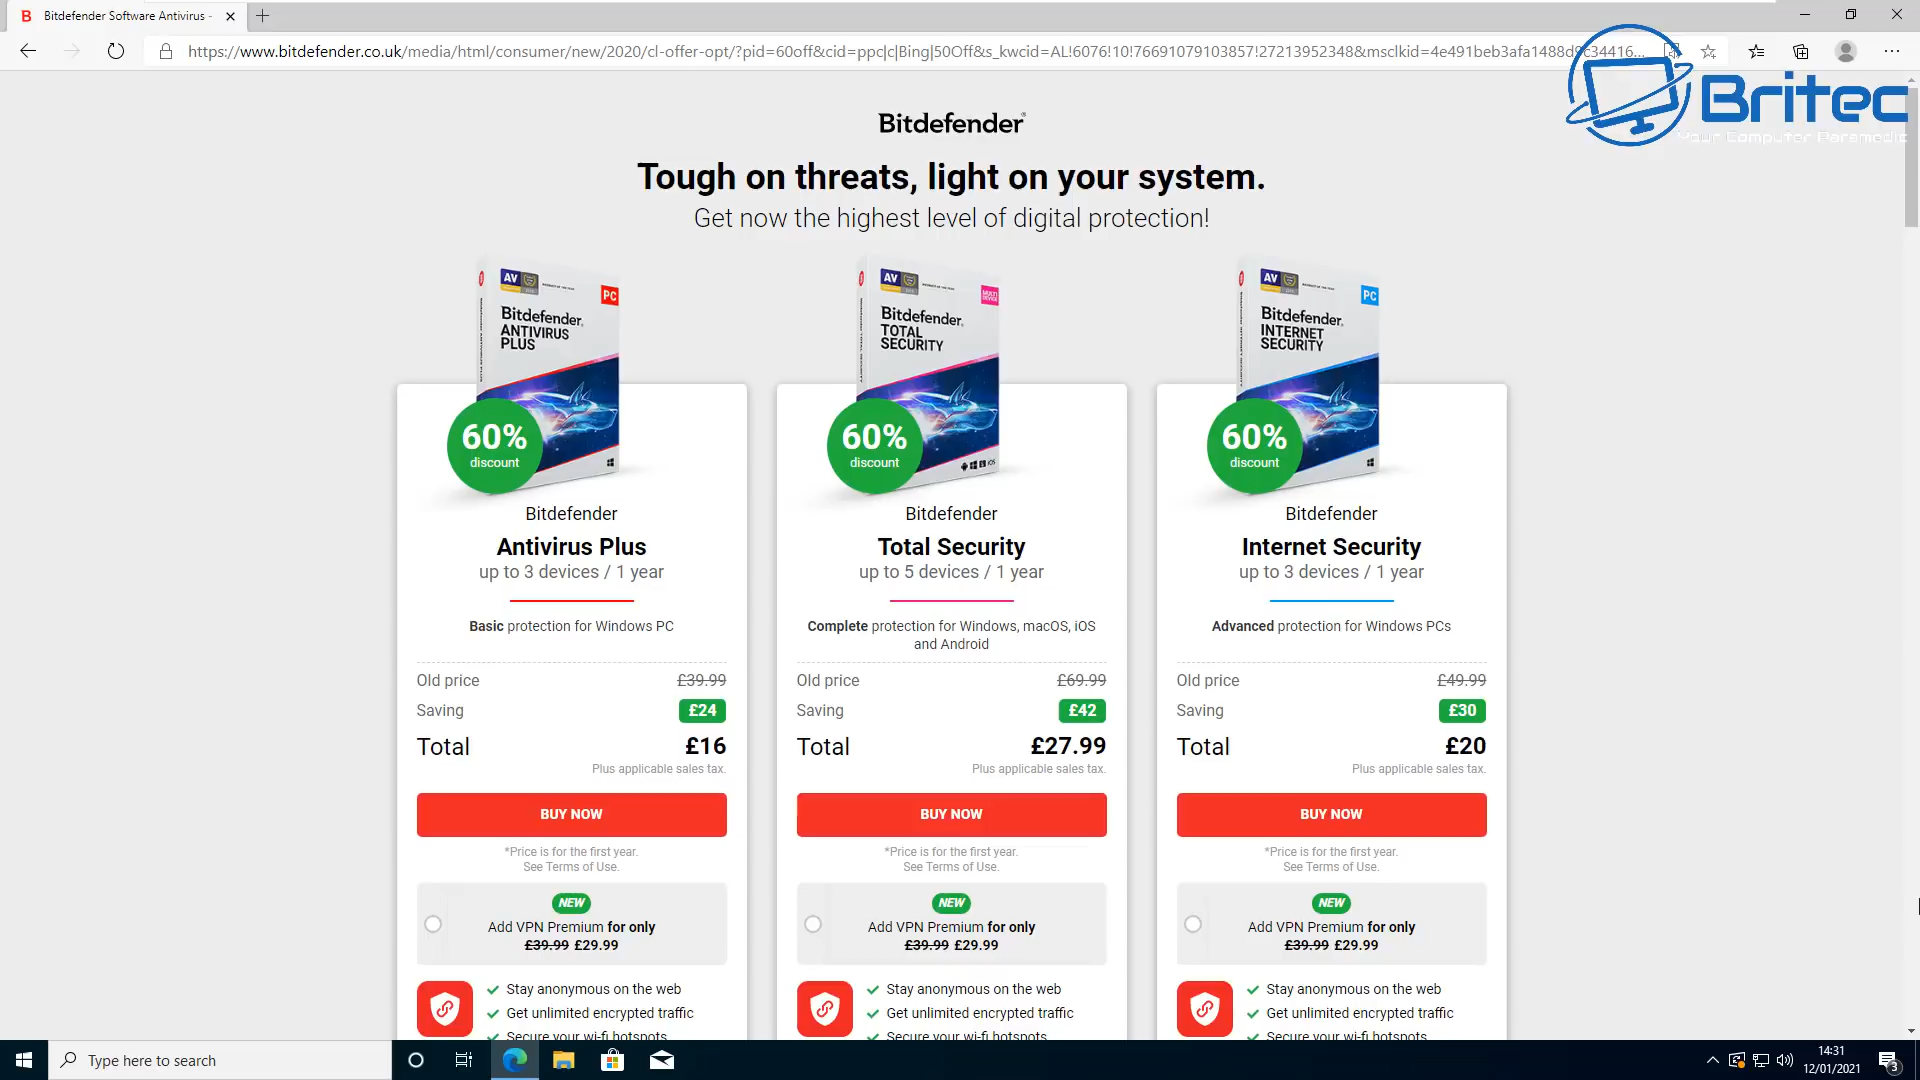 Bitdefender Software Antivirus -
https://www.bitdefender.co.uk/media/html/consumer/new/2020/cl-offer-opt/?pid=60off&cid=ppc|c|Bing|50Off&s_kwcid=AL!6076!10!76691079103857!27213952348&msclkid=4e491beb3afa1488d9c34416...
Britec
Your Computer Paramedic
Bitdefender
Tough on threats, light on your system.
Get now the highest level of digital protection!
AV
PC
Bitdefender
ANTIVIRUS
PLUS
60%
discount
Bitdefender
Antivirus Plus
up to 3 devices / 1 year
Basic protection for Windows PC
Old price £39.99
Saving £24
Total £16
Plus applicable sales tax.
BUY NOW
*Price is for the first year.
See Terms of Use.
NEW
Add VPN Premium for only
£39.99 £29.99
Stay anonymous on the web
Get unlimited encrypted traffic
Secure your wi-fi hotspots
AV
MULTI
DEVICE
Bitdefender
TOTAL
SECURITY
iOS
60%
discount
Bitdefender
Total Security
up to 5 devices / 1 year
Complete protection for Windows, macOS, iOS
and Android
Old price £69.99
Saving £42
Total £27.99
Plus applicable sales tax.
BUY NOW
*Price is for the first year.
See Terms of Use.
NEW
Add VPN Premium for only
£39.99 £29.99
Stay anonymous on the web
Get unlimited encrypted traffic
Secure your wi-fi hotspots
AV
PC
Bitdefender
INTERNET
SECURITY
60%
discount
Bitdefender
Internet Security
up to 3 devices / 1 year
Advanced protection for Windows PCs
Old price £49.99
Saving £30
Total £20
Plus applicable sales tax.
BUY NOW
*Price is for the first year.
See Terms of Use.
NEW
Add VPN Premium for only
£39.99 £29.99
Stay anonymous on the web
Get unlimited encrypted traffic
Secure your wi-fi hotspots
Type here to search
14:31
12/01/2021
3